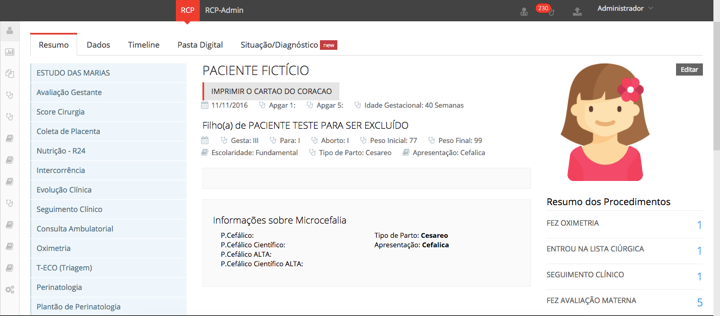 RCP RCP-Admin 230 Administrador
Resumo Dados Timeline Pasta Digital Situação/Diagnóstico new
ESTUDO DAS MARIAS
Avaliação Gestante
Score Cirurgia
Coleta de Placenta
Nutrição - R24
Intercorrência
Evolução Clínica
Seguimento Clínico
Consulta Ambulatorial
Oximetria
T-ECO (Triagem)
Perinatologia
Plantão de Perinatologia
PACIENTE FICTÍCIO
IMPRIMIR O CARTAO DO CORACAO
11/11/2016 Apgar 1: Apgar 5: Idade Gestacional: 40 Semanas
Filho(a) de PACIENTE TESTE PARA SER EXCLUÍDO
Gesta: III Para: I Aborto: I Peso Inicial: 77 Peso Final: 99
Escolaridade: Fundamental Tipo de Parto: Cesareo Apresentação: Cefalica
Informações sobre Microcefalia
P.Cefálico: Tipo de Parto: Cesareo
P.Cefálico Científico: Apresentação: Cefalica
P.Cefálico ALTA:
P.Cefálico Científico ALTA:
Editar
Resumo dos Procedimentos
FEZ OXIMETRIA 1
ENTROU NA LISTA CIÚRGICA 1
SEGUIMENTO CLÍNICO 1
FEZ AVALIAÇÃO MATERNA 5